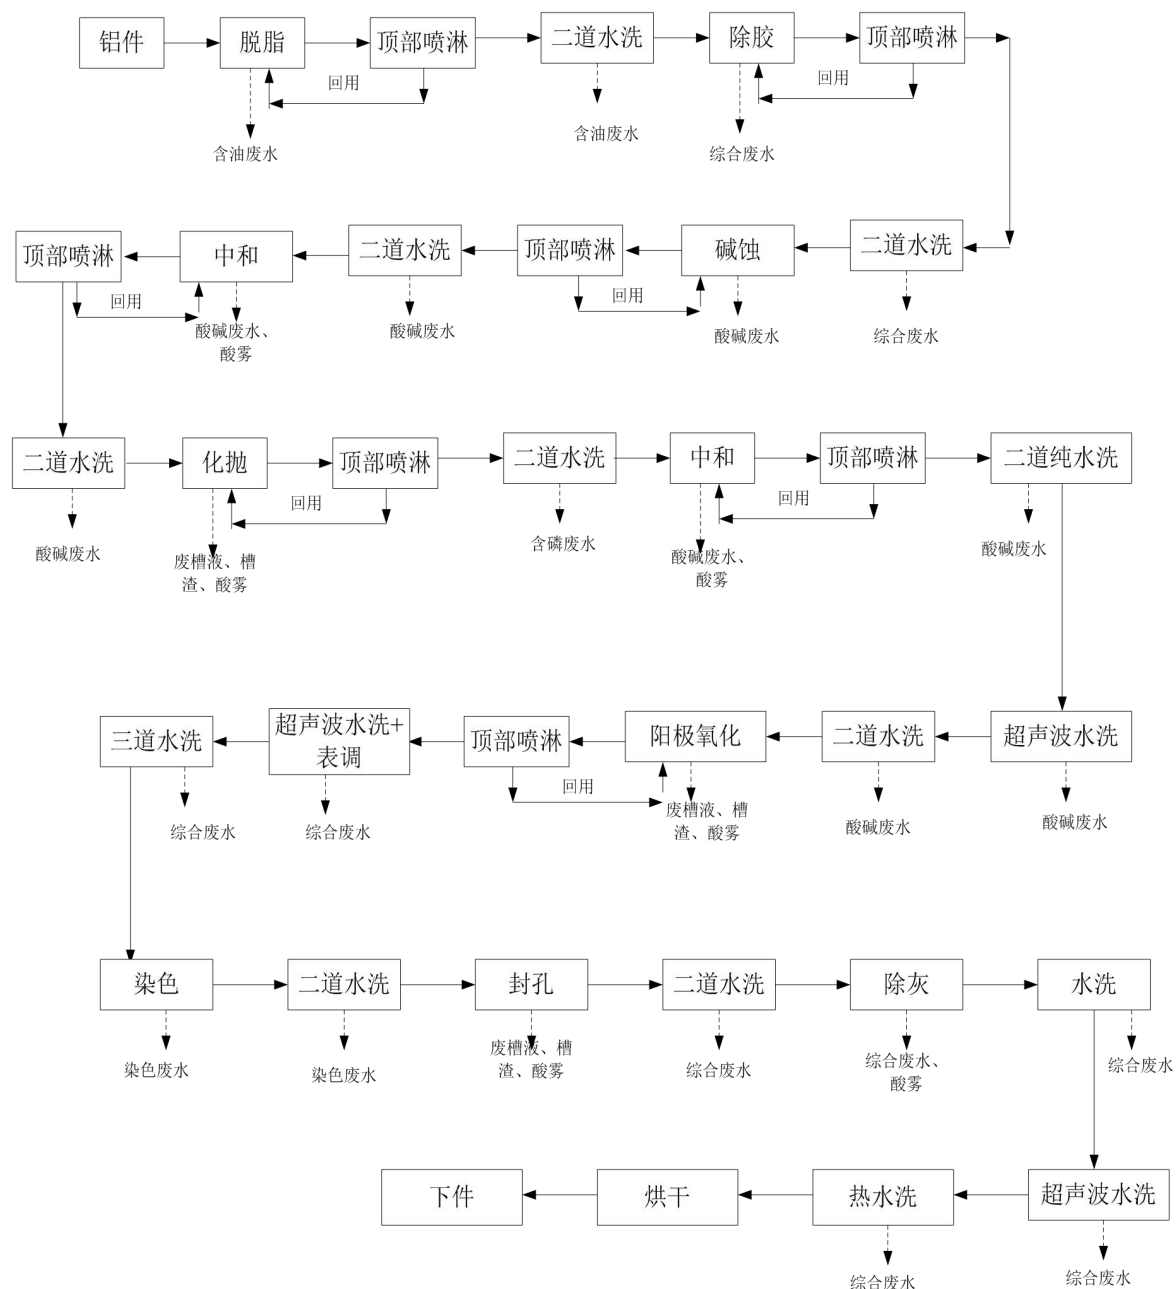 铝件
脱脂
顶部喷淋
二道水洗
除胶
顶部喷淋
回用
回用
含油废水
含油废水
综合废水
顶部喷淋
中和
二道水洗
顶部喷淋
碱蚀
二道水洗
回用
回用
酸碱废水、
酸雾
酸碱废水
酸碱废水
综合废水
二道水洗
化抛
顶部喷淋
二道水洗
中和
顶部喷淋
二道纯水洗
回用
回用
酸碱废水
废槽液、槽
渣、酸雾
含磷废水
酸碱废水、
酸雾
酸碱废水
三道水洗
超声波水洗+
表调
顶部喷淋
阳极氧化
二道水洗
超声波水洗
回用
综合废水
综合废水
废槽液、槽
渣、酸雾
酸碱废水
酸碱废水
染色
二道水洗
封孔
二道水洗
除灰
水洗
染色废水
染色废水
废槽液、槽
渣、酸雾
综合废水
综合废水、
酸雾
综合废水
下件
烘干
热水洗
超声波水洗
综合废水
综合废水